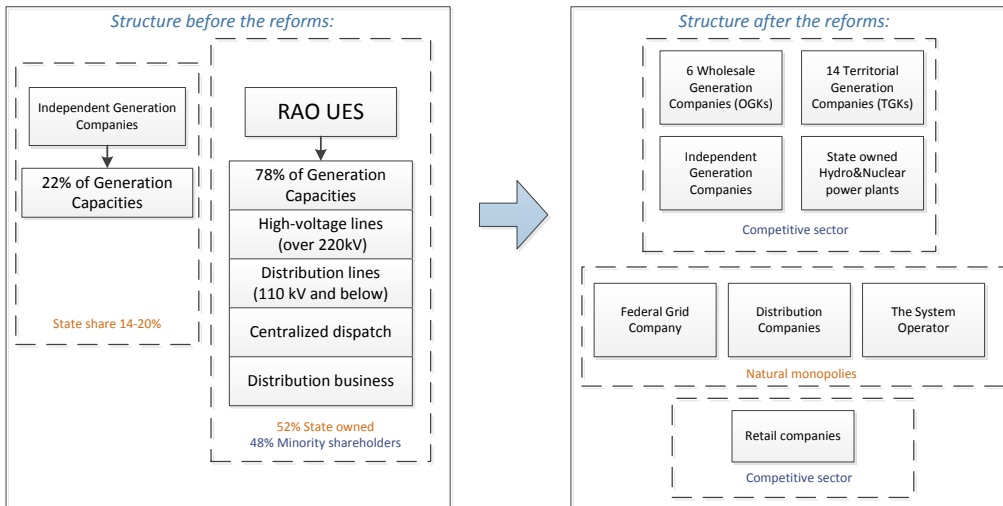 Structure before the reforms:
Independent Generation
Companies
22% of Generation
Capacities
State share 14-20%
RAO UES
78% of Generation
Capacities
High-voltage lines
(over 220kV)
Distribution lines
(110 kV and below)
Centralized dispatch
Distribution business
52% State owned
48% Minority shareholders
Structure after the reforms:
6 Wholesale
Generation
Companies (OGKs)
14 Territorial
Generation
Companies (TGKs)
Independent
Generation
Companies
State owned
Hydro&Nuclear
power plants
Competitive sector
Federal Grid
Company
Distribution
Companies
The System
Operator
Natural monopolies
Retail companies
Competitive sector